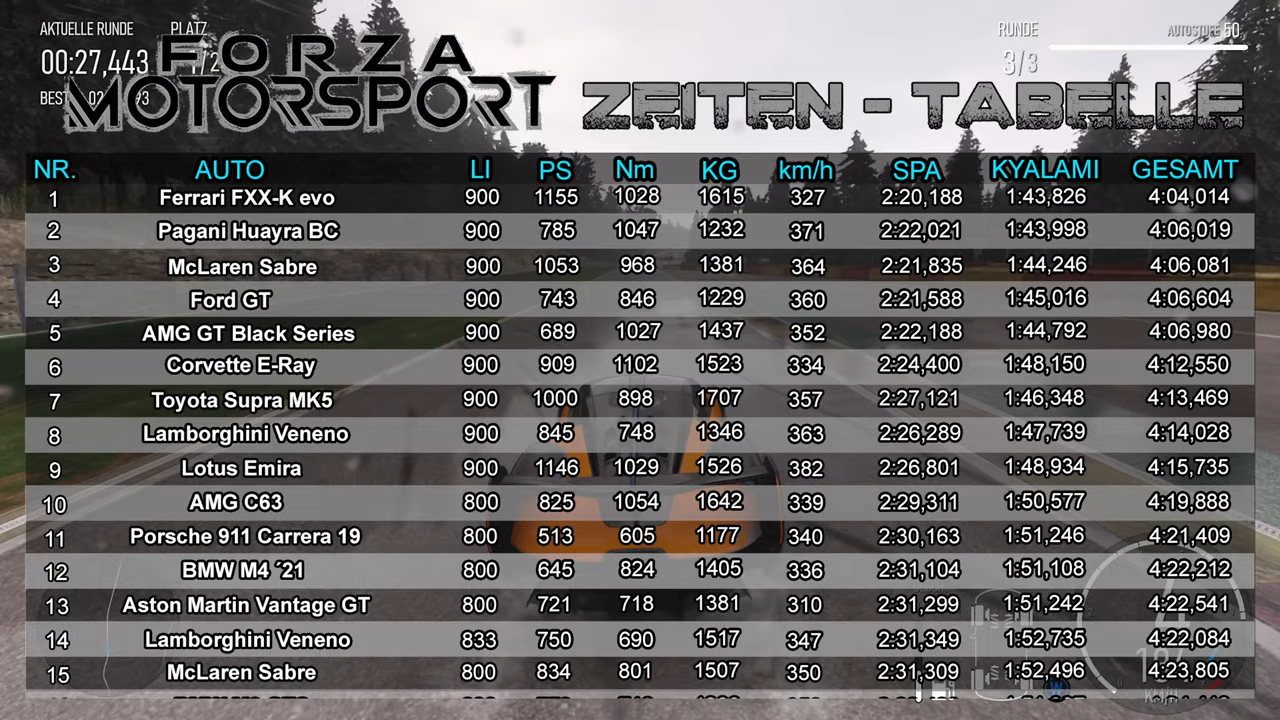 AKTUELLE RUNDE PLATZ RUNDE AUTOSTUFE 50
00:27,443 1/2 3/3
FORZA
MOTORSPORT ZEITEN - TABELLE
NR. AUTO LI PS Nm KG km/h SPA KYALAMI GESAMT
1 Ferrari FXX-K evo 900 1155 1028 1615 327 2:20,188 1:43,826 4:04,014
2 Pagani Huayra BC 900 785 1047 1232 371 2:22,021 1:43,998 4:06,019
3 McLaren Sabre 900 1053 968 1381 364 2:21,835 1:44,246 4:06,081
4 Ford GT 900 743 846 1229 360 2:21,588 1:45,016 4:06,604
5 AMG GT Black Series 900 689 1027 1437 352 2:22,188 1:44,792 4:06,980
6 Corvette E-Ray 900 909 1102 1523 334 2:24,400 1:48,150 4:12,550
7 Toyota Supra MK5 900 1000 898 1707 357 2:27,121 1:46,348 4:13,469
8 Lamborghini Veneno 900 845 748 1346 363 2:26,289 1:47,739 4:14,028
9 Lotus Emira 900 1146 1029 1526 382 2:26,801 1:48,934 4:15,735
10 AMG C63 800 825 1054 1642 339 2:29,311 1:50,577 4:19,888
11 Porsche 911 Carrera 19 800 513 605 1177 340 2:30,163 1:51,246 4:21,409
12 BMW M4 ´21 800 645 824 1405 336 2:31,104 1:51,108 4:22,212
13 Aston Martin Vantage GT 800 721 718 1381 310 2:31,299 1:51,242 4:22,541
14 Lamborghini Veneno 833 750 690 1517 347 2:31,349 1:52,735 4:22,084
15 McLaren Sabre 800 834 801 1507 350 2:31,309 1:52,496 4:23,805
KM/H